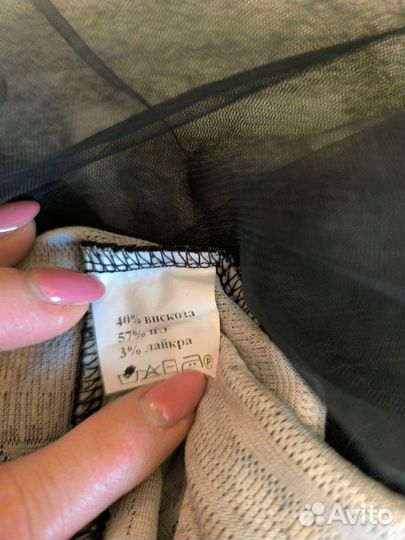 40% вискоза
57% пэ
3% лайкра
P
Avito